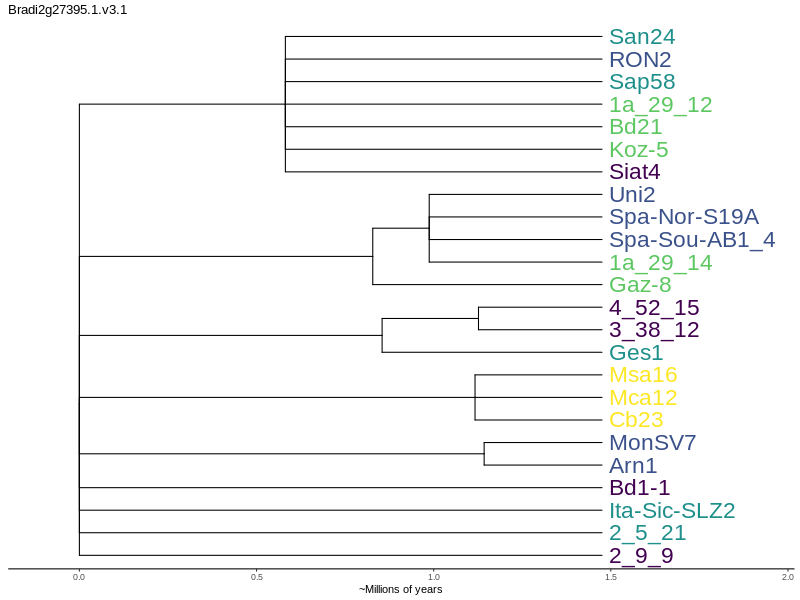 Bradi2g27395.1.v3.1
San24
RON2
Sap58
1a_29_12
Bd21
Koz-5
Siat4
Uni2
Spa-Nor-S19A
Spa-Sou-AB1_4
1a_29_14
Gaz-8
4_52_15
3_38_12
Ges1
Msa16
Mca12
Cb23
MonSV7
Arn1
Bd1-1
Ita-Sic-SLZ2
2_5_21
2_9_9
0.0 0.5 1.0 1.5 2.0
~Millions of years